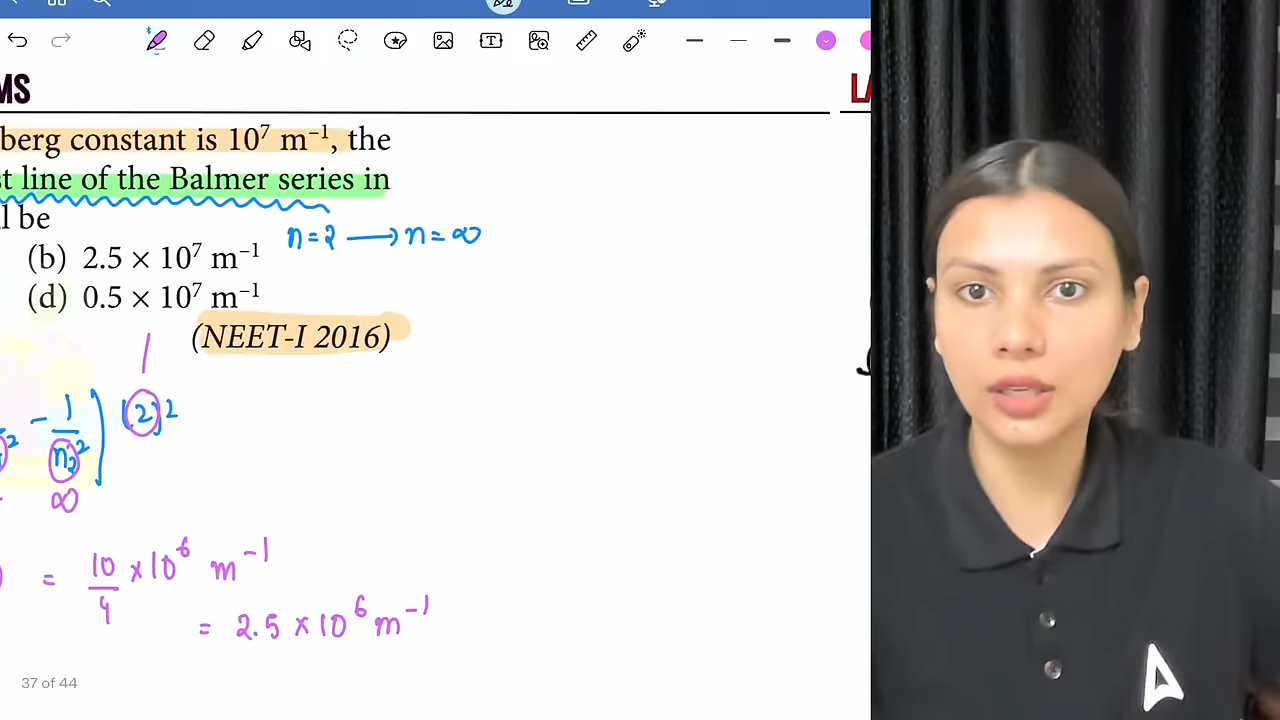 MS
berg constant is 10⁷ m⁻¹, the
st line of the Balmer series in
l be
n=2 ⟶ n=∞
(b) 2.5 × 10⁷ m⁻¹
(d) 0.5 × 10⁷ m⁻¹
(NEET-I 2016)
² - 1/n₂² ) (2)²
∞
= 10/4 × 10⁶ m⁻¹
= 2.5 × 10⁶ m⁻¹
37 of 44